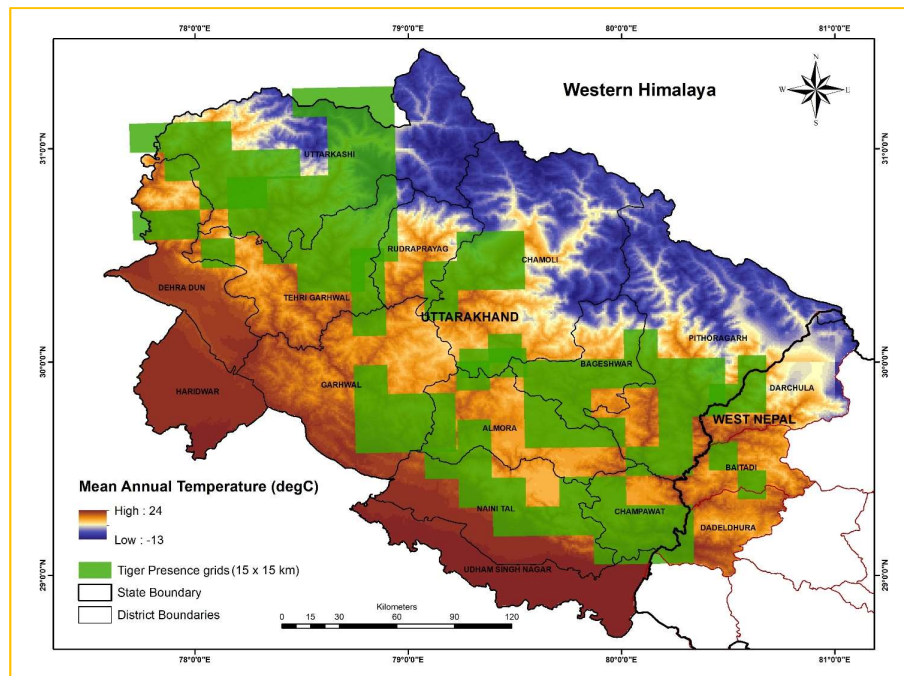 78°0'0"E 79°0'0"E 80°0'0"E 81°0'0"E
Western Himalaya
N
W E
S
31°0'0"N 31°0'0"N
UTTARKASHI
RUDRAPRAYAG
CHAMOLI
DEHRA DUN
TEHRI GARHWAL
UTTARAKHAND
PITHORAGARH
30°0'0"N 30°0'0"N
BAGESHWAR
HARIDWAR
GARHWAL
DARCHULA
WEST NEPAL
ALMORA
BAITADI
Mean Annual Temperature (degC)
High : 24
Low : -13
NAINI TAL
CHAMPAWAT
DADELDHURA
UDHAM SINGH NAGAR
29°0'0"N 29°0'0"N
Tiger Presence grids (15 x 15 km)
State Boundary
District Boundaries
Kilometers
0 15 30 60 90 120
78°0'0"E 79°0'0"E 80°0'0"E 81°0'0"E